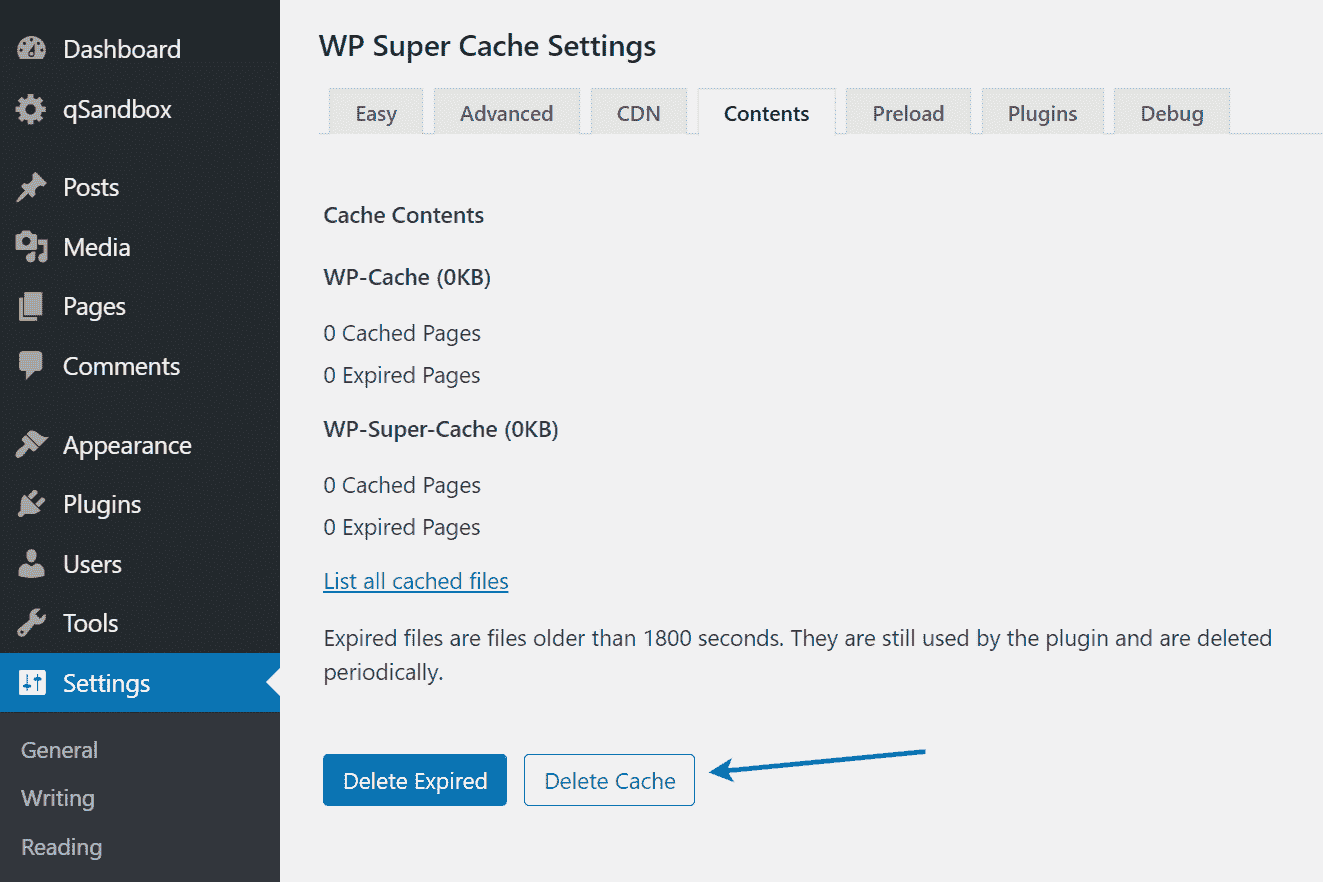 Dashboard
qSandbox
Posts
Media
Pages
Comments
Appearance
Plugins
Users
Tools
Settings
General
Writing
Reading
WP Super Cache Settings
Easy
Advanced
CDN
Contents
Preload
Plugins
Debug
Cache Contents
WP-Cache (0KB)
0 Cached Pages
0 Expired Pages
WP-Super-Cache (0KB)
0 Cached Pages
0 Expired Pages
List all cached files
Expired files are files older than 1800 seconds. They are still used by the plugin and are deleted
periodically.
Delete Expired
Delete Cache